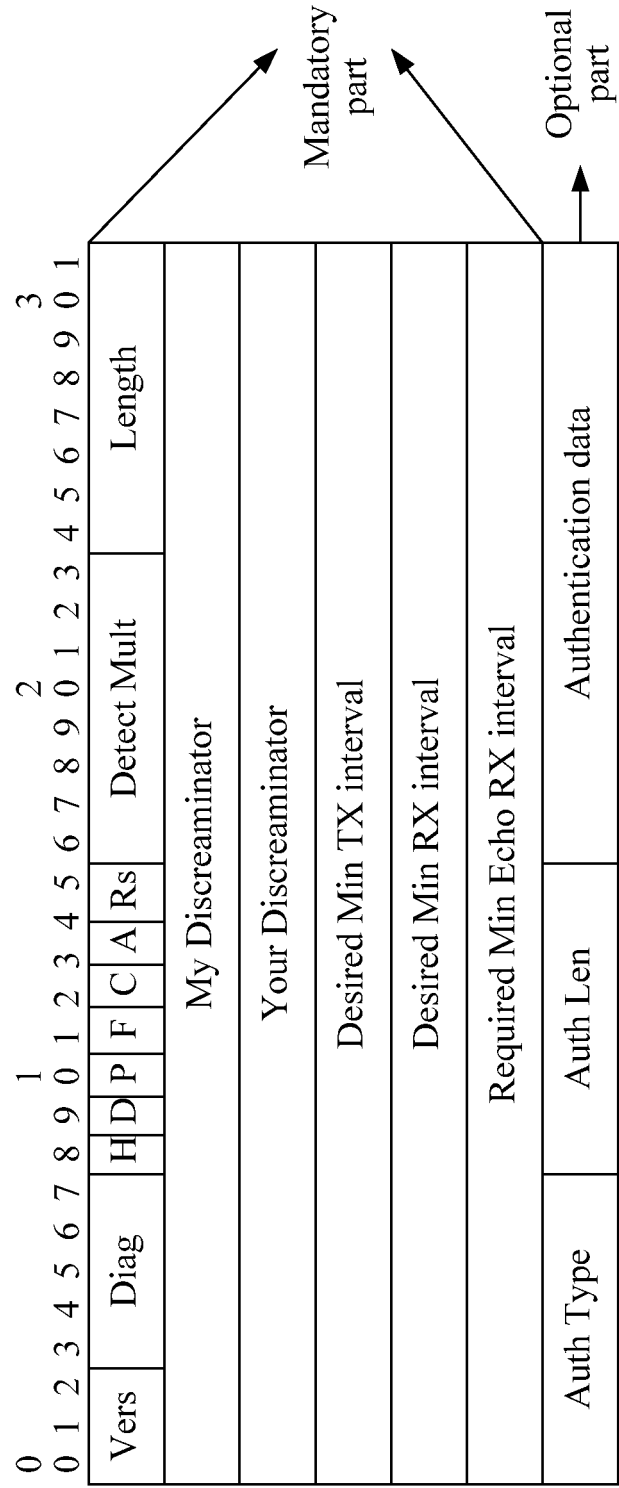 0 1 2 3
0 1 2 3 4 5 6 7 8 9 0 1 2 3 4 5 6 7 8 9 0 1 2 3 4 5 6 7 8 9 0 1
Vers Diag H D P F C A Rs Detect Mult Length
My Discreaminator
Your Discreaminator
Desired Min TX interval
Desired Min RX interval
Required Min Echo RX interval
Auth Type Auth Len Authentication data
Mandatory
part
Optional
part